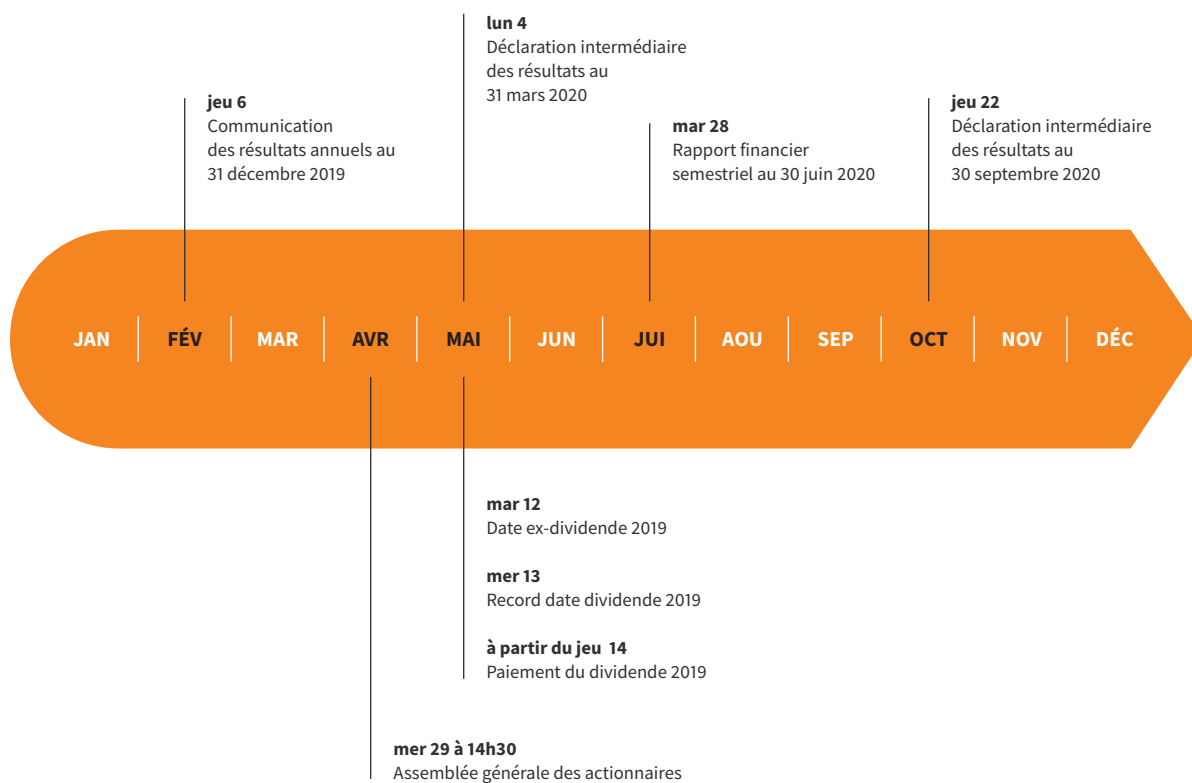 lun 4
Déclaration intermédiaire
des résultats au
31 mars 2020
jeu 6
Communication
des résultats annuels au
31 décembre 2019
mar 28
Rapport financier
semestriel au 30 juin 2020
jeu 22
Déclaration intermédiaire
des résultats au
30 septembre 2020
JAN FÉV MAR AVR MAI JUN JUI AOU SEP OCT NOV DÉC
mar 12
Date ex-dividende 2019
mer 13
Record date dividende 2019
à partir du jeu 14
Paiement du dividende 2019
mer 29 à 14h30
Assemblée générale des actionnaires